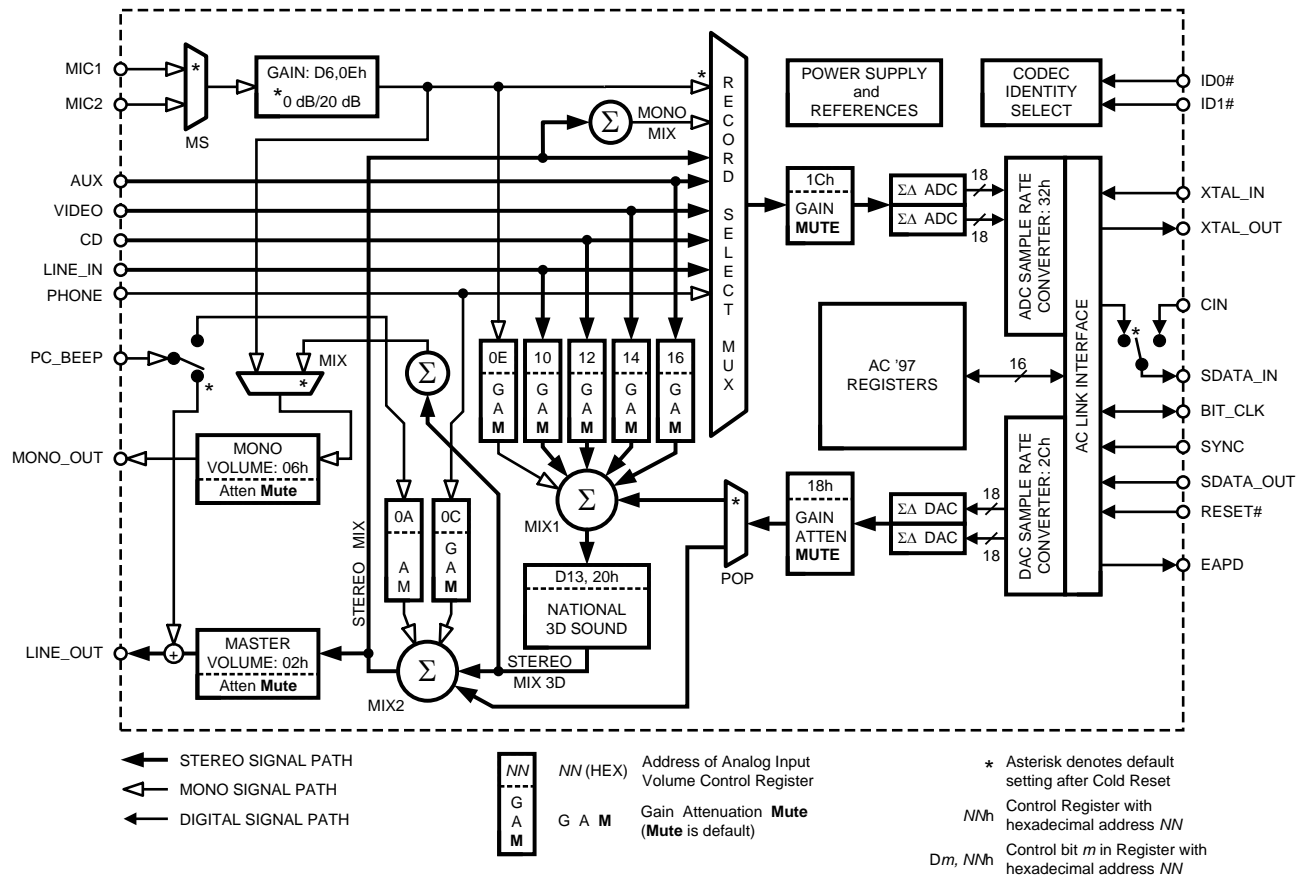 MIC1
MIC2
*
MS
GAIN: D6,0Eh
*0 dB/20 dB
*
RECORD SELECT MUX
Σ
MONO
MIX
POWER SUPPLY
and
REFERENCES
CODEC
IDENTITY
SELECT
ID0#
ID1#
AUX
VIDEO
CD
LINE_IN
PHONE
1Ch
GAIN
MUTE
ΣΔ ADC
ΣΔ ADC
18
18
ADC SAMPLE RATE
CONVERTER: 32h
AC LINK INTERFACE
XTAL_IN
XTAL_OUT
CIN
*
SDATA_IN
BIT_CLK
SYNC
SDATA_OUT
RESET#
EAPD
PC_BEEP
*
*
MIX
Σ
0E
G
A
M
10
G
A
M
12
G
A
M
14
G
A
M
16
G
A
M
AC '97
REGISTERS
16
MONO_OUT
MONO
VOLUME: 06h
Atten Mute
0A
A
M
0C
G
A
M
MIX1
Σ
*
POP
18h
GAIN
ATTEN
MUTE
ΣΔ DAC
ΣΔ DAC
18
18
DAC SAMPLE RATE
CONVERTER: 2Ch
STEREO MIX
D13, 20h
NATIONAL
3D SOUND
LINE_OUT
+
MASTER
VOLUME: 02h
Atten Mute
Σ
MIX2
STEREO
MIX 3D
STEREO SIGNAL PATH
MONO SIGNAL PATH
DIGITAL SIGNAL PATH
NN
G
A
M
NN (HEX)
Address of Analog Input
Volume Control Register
G A M
Gain Attenuation Mute
(Mute is default)
* Asterisk denotes default
setting after Cold Reset
NNh
Control Register with
hexadecimal address NN
Dm, NNh
Control bit m in Register with
hexadecimal address NN